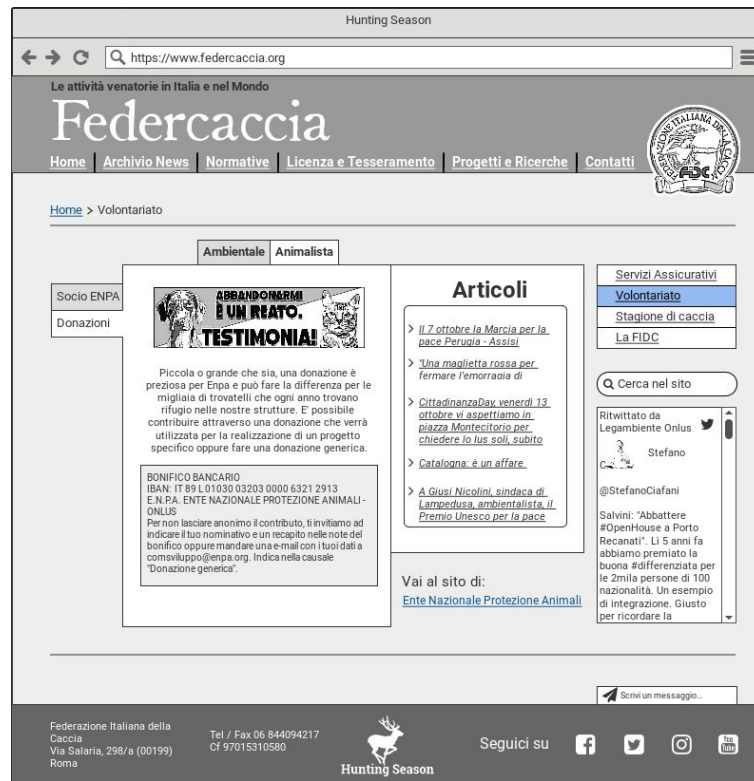 Hunting Season
https://www.federcaccia.org
Le attività venatorie in Italia e nel Mondo
Federcaccia
Home
Archivio News
Normative
Licenza e Tesseramento
Progetti e Ricerche
Contatti
FEDERAZIONE ITALIANA DELLA CACCIA
FIDC
Home > Volontariato
Ambientale
Animalista
Socio ENPA
Donazioni
ABBANDONARMI
È UN REATO.
TESTIMONIA!
Piccola o grande che sia, una donazione è
preziosa per Enpa e può fare la differenza per le
migliaia di trovatelli che ogni anno trovano
rifugio nelle nostre strutture. E' possibile
contribuire attraverso una donazione che verrà
utilizzata per la realizzazione di un progetto
specifico oppure fare una donazione generica.
BONIFICO BANCARIO
IBAN: IT 89 L 01030 03203 0000 6321 2913
E.N.P.A. ENTE NAZIONALE PROTEZIONE ANIMALI -
ONLUS
Per non lasciare anonimo il contributo, ti invitiamo ad
indicare il tuo nominativo e un recapito nelle note del
bonifico oppure mandare una e-mail con i tuoi dati a
comsviluppo@enpa.org. Indica nella causale
"Donazione generica".
Articoli
Il 7 ottobre la Marcia per la
pace Perugia - Assisi
"Una maglietta rossa per
fermare l'emorragia di
CittadinanzaDay, venerdì 13
ottobre vi aspettiamo in
piazza Montecitorio per
chiedere lo Ius soli, subito
Catalogna: è un affare
A Giusi Nicolini, sindaca di
Lampedusa, ambientalista, il
Premio Unesco per la pace
Vai al sito di:
Ente Nazionale Protezione Animali
Servizi Assicurativi
Volontariato
Stagione di caccia
La FIDC
Cerca nel sito
Ritwittato da
Legambiente Onlus
Stefano
C...
@StefanoCiafani
Salvini: "Abbattere
#OpenHouse a Porto
Recanati". Lì 5 anni fa
abbiamo premiato la
buona #differenziata per
le 2mila persone di 100
nazionalità. Un esempio
di integrazione. Giusto
per ricordare la
Scrivi un messaggio...
Federazione Italiana della
Caccia
Via Salaria, 298/a (00199)
Roma
Tel / Fax 06 844094217
Cf 97015310580
Hunting Season
Seguici su
You
Tube